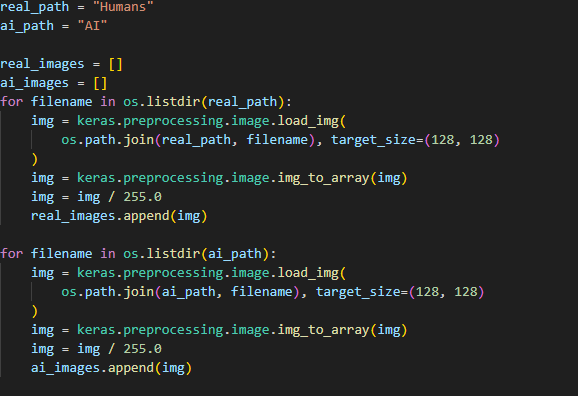 real_path = "Humans"
ai_path = "AI"

real_images = []
ai_images = []
for filename in os.listdir(real_path):
    img = keras.preprocessing.image.load_img(
        os.path.join(real_path, filename), target_size=(128, 128)
    )
    img = keras.preprocessing.image.img_to_array(img)
    img = img / 255.0
    real_images.append(img)

for filename in os.listdir(ai_path):
    img = keras.preprocessing.image.load_img(
        os.path.join(ai_path, filename), target_size=(128, 128)
    )
    img = keras.preprocessing.image.img_to_array(img)
    img = img / 255.0
    ai_images.append(img)